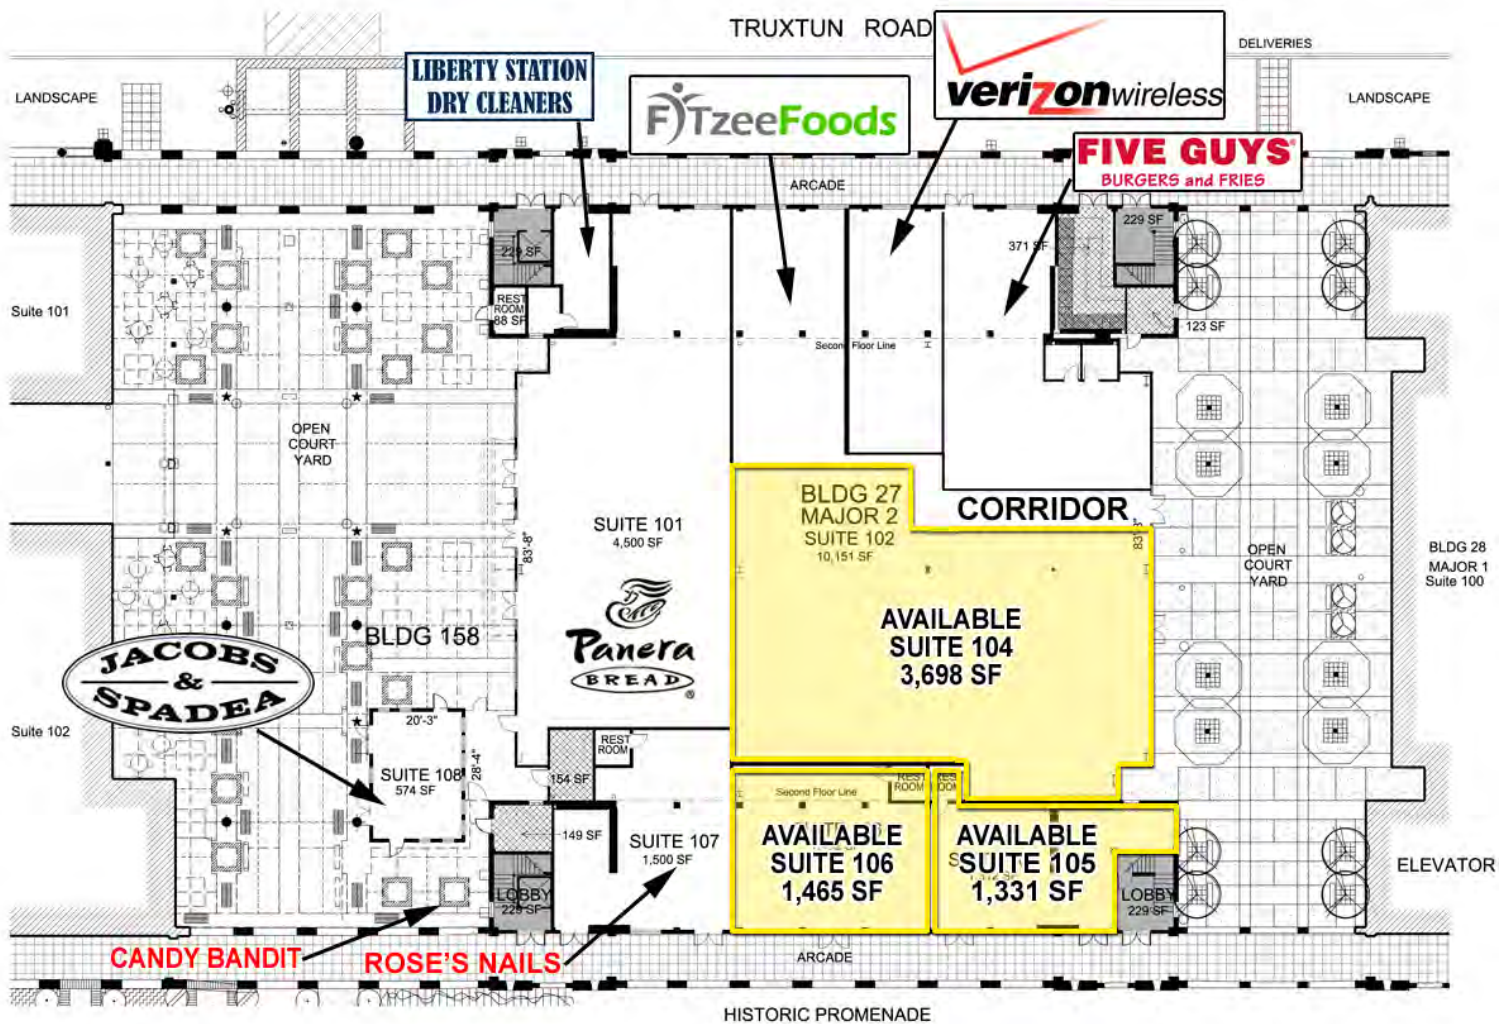 TRUXTUN ROAD
DELIVERIES
LANDSCAPE
LIBERTY STATION
DRY CLEANERS
FiTzeeFoods
verizonwireless
LANDSCAPE
FIVE GUYS
BURGERS and FRIES
ARCADE
229 SF
371 SF
229 SF
REST
ROOM
88 SF
Suite 101
123 SF
Second Floor Line
OPEN
COURT
YARD
BLDG 27
MAJOR 2
SUITE 102
10,151 SF
CORRIDOR
SUITE 101
4,500 SF
83'-8"
83'-8"
OPEN
COURT
YARD
BLDG 28
MAJOR 1
Suite 100
AVAILABLE
SUITE 104
3,698 SF
BLDG 158
Panera
BREAD®
JACOBS
&
SPADEA
Suite 102
20'-3"
28'-4"
SUITE 108
574 SF
REST
ROOM
154 SF
Second Floor Line
REST
ROOM
REST
ROOM
149 SF
SUITE 107
1,500 SF
AVAILABLE
SUITE 106
1,465 SF
AVAILABLE
SUITE 105
1,331 SF
ELEVATOR
LOBBY
229 SF
LOBBY
229 SF
CANDY BANDIT
ROSE'S NAILS
ARCADE
HISTORIC PROMENADE